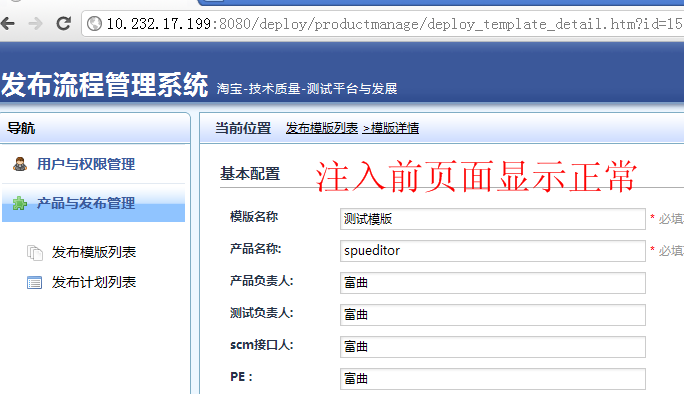 10.232.17.199:8080/deploy/productmanage/deploy_template_detail.htm?id=15
发布流程管理系统 淘宝-技术质量-测试平台与发展
导航
当前位置 发布模版列表 >模版详情
用户与权限管理
基本配置
注入前页面显示正常
产品与发布管理
模版名称 测试模版 * 必填
产品名称: spueditor * 必填
发布模版列表
产品负责人: 富曲
发布计划列表
测试负责人: 富曲
scm接口人: 富曲
PE： 富曲